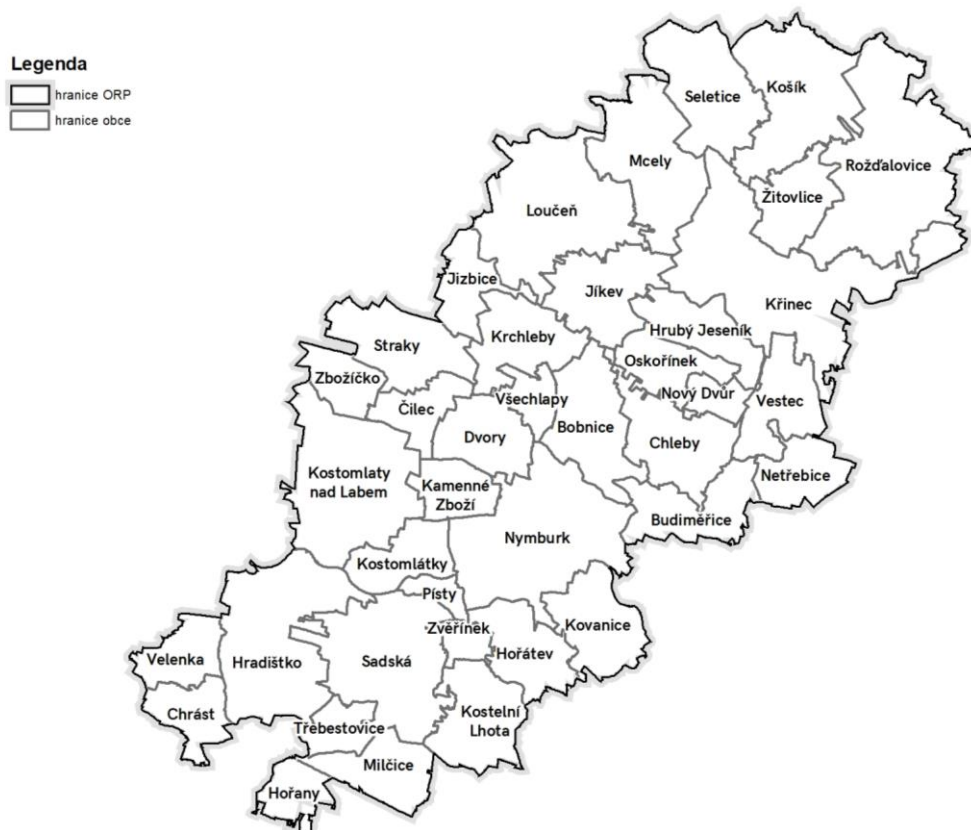 Legenda
hranice ORP
hranice obce
Seletice
Košík
Mcely
Rožďalovice
Žitovlice
Loučeň
Jizbice
Jíkev
Křinec
Hrubý Jeseník
Krchleby
Straky
Oskořínek
Zbožíčko
Nový Dvůr
Všechlapy
Vestec
Čilec
Bobnice
Dvory
Chleby
Kostomlaty
nad Labem
Netřebice
Kamenné
Zboží
Budiměřice
Nymburk
Kostomlátky
Písty
Kovanice
Zvěřínek
Hořátev
Velenka
Hradištko
Sadská
Chrást
Kostelní
Lhota
Třebestovice
Milčice
Hořany